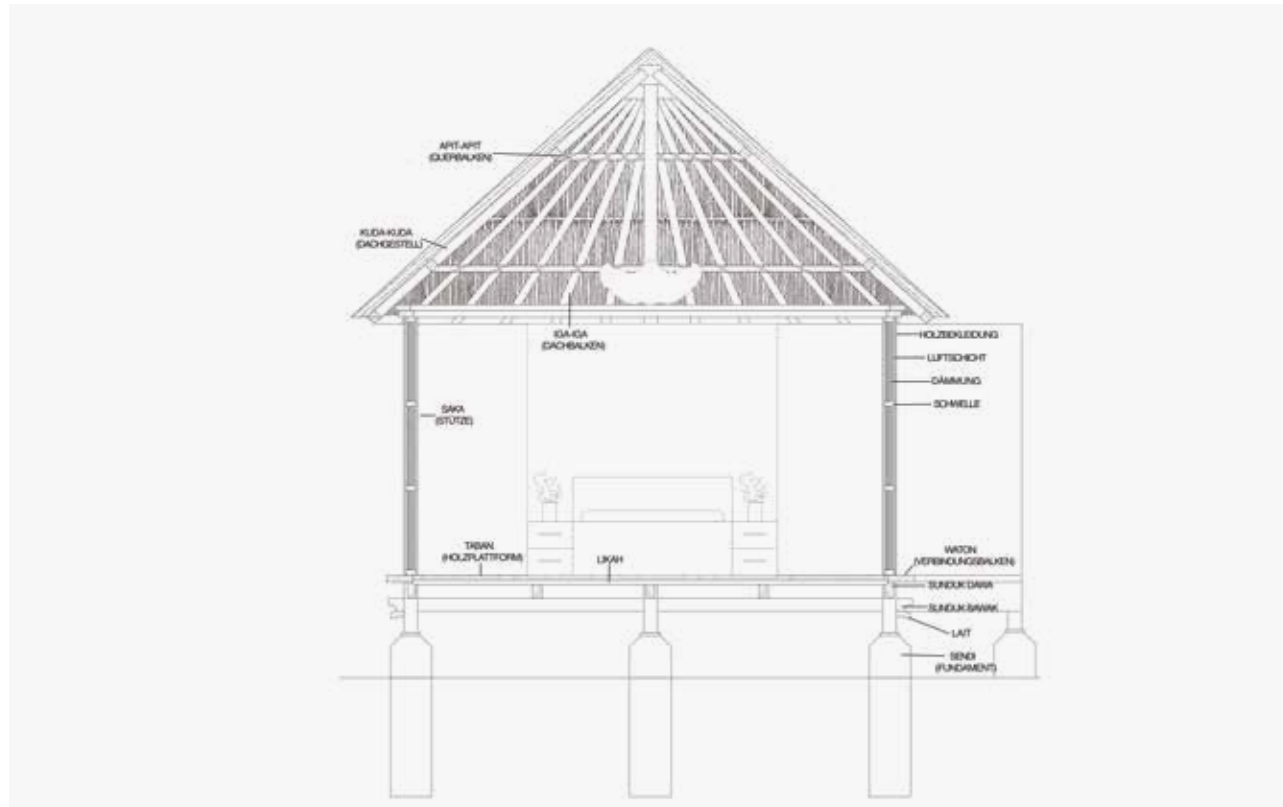 APIT-APIT
(QUERBALKEN)
KUDA-KUDA
(DACHGESTELL)
IGA-IGA
(DACHBALKEN)
HOLZBEKLEIDUNG
LUFTSCHICHT
DÄMMUNG
SCHWELLE
SAKA
(STÜTZE)
TABAN
(HOLZPLATTFORM)
LIKAH
WATON
(VERBINDUNGSBALKEN)
SUNDUK DAWA
SUNDUK BAWAK
LAIT
SENDI
(FUNDAMENT)